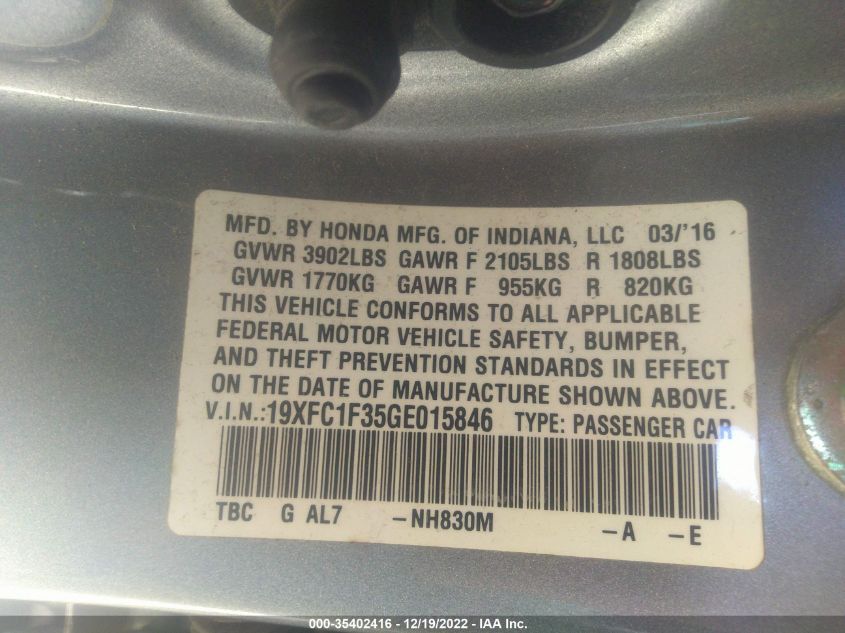 MFD. BY HONDA MFG. OF INDIANA, LLC 03/'16
GVWR 3902LBS GAWR F 2105LBS R 1808LBS
GVWR 1770KG GAWR F 955KG R 820KG
THIS VEHICLE CONFORMS TO ALL APPLICABLE
FEDERAL MOTOR VEHICLE SAFETY, BUMPER,
AND THEFT PREVENTION STANDARDS IN EFFECT
ON THE DATE OF MANUFACTURE SHOWN ABOVE.
V.I.N.:19XFC1F35GE015846 TYPE: PASSENGER CAR
TBC G AL7 -NH830M -A -E
000-35402416 - 12/19/2022 - IAA Inc.